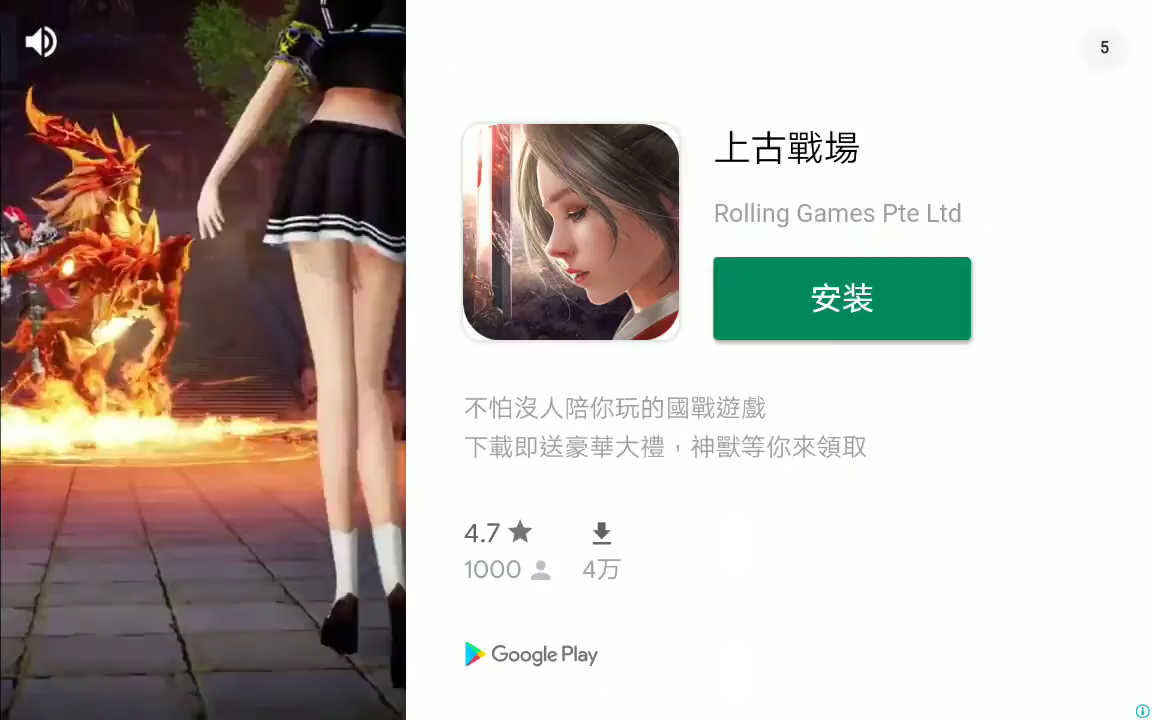 5
上古戰場
Rolling Games Pte Ltd
安装
不怕沒人陪你玩的國戰遊戲
下載即送豪華大禮，神獸等你來領取
4.7
1000
4万
Google Play